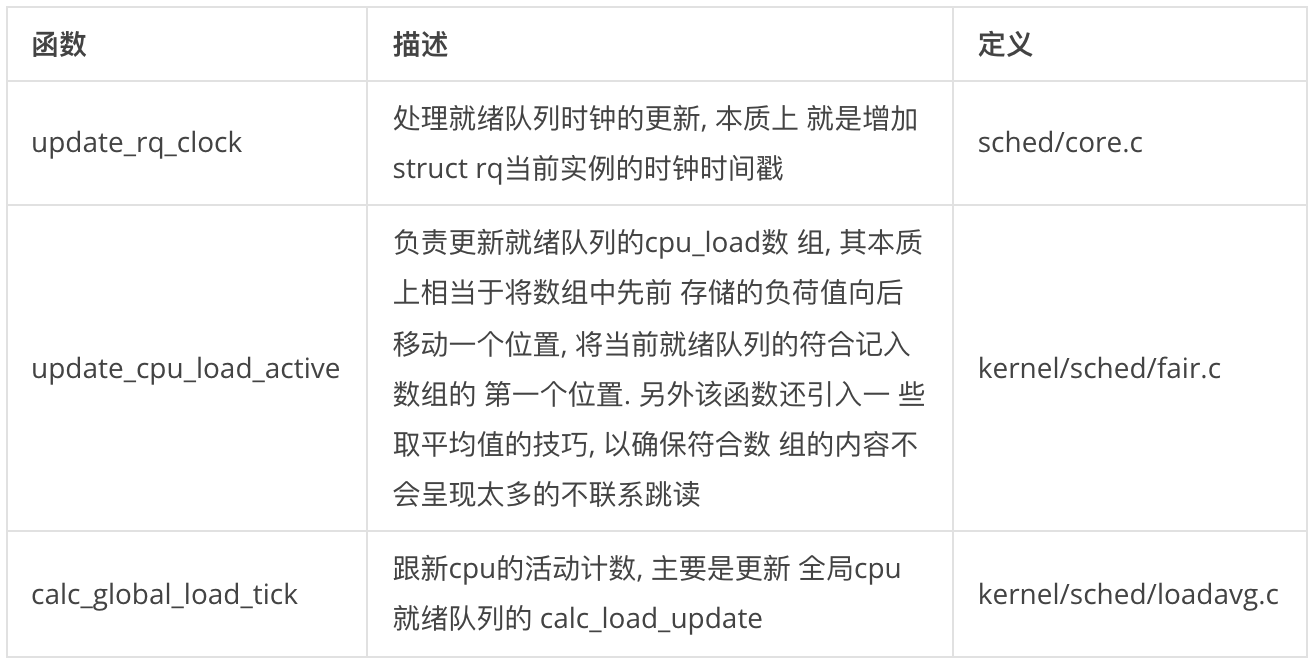 函数 描述 定义
update_rq_clock
处理就绪队列时钟的更新, 本质上 就是增加
struct rq当前实例的时钟时间戳
sched/core.c
update_cpu_load_active
负责更新就绪队列的cpu_load数 组, 其本质
上相当于将数组中先前 存储的负荷值向后
移动一个位置, 将当前就绪队列的符合记入
数组的 第一个位置. 另外该函数还引入一 些
取平均值的技巧, 以确保符合数 组的内容不
会呈现太多的不联系跳读
kernel/sched/fair.c
calc_global_load_tick
跟新cpu的活动计数, 主要是更新 全局cpu
就绪队列的 calc_load_update
kernel/sched/loadavg.c